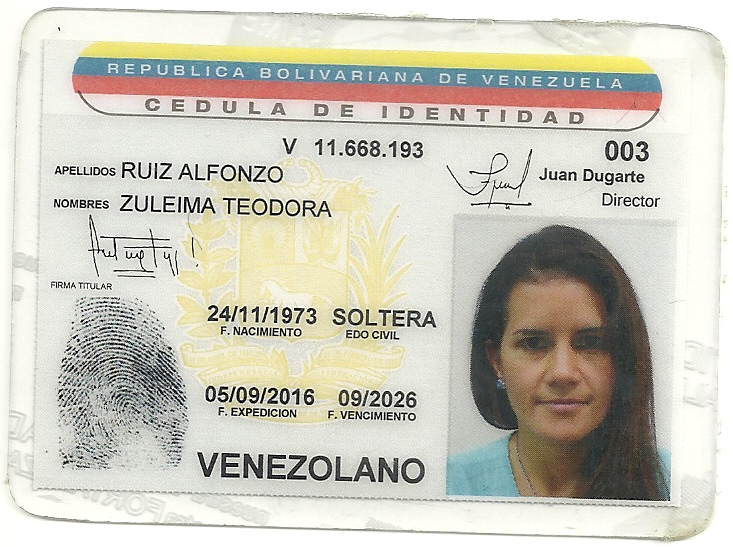 REPUBLICA BOLIVARIANA DE VENEZUELA
CEDULA DE IDENTIDAD
V 11.668.193
003
APELLIDOS RUIZ ALFONZO
Juan Dugarte
Director
NOMBRES ZULEIMA TEODORA
FIRMA TITULAR
24/11/1973 SOLTERA
F. NACIMIENTO EDO CIVIL
05/09/2016 09/2026
F. EXPEDICION F. VENCIMIENTO
VENEZOLANO